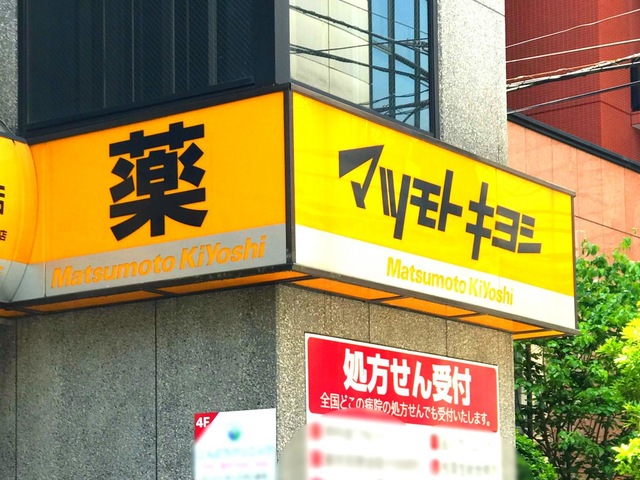 薬
Matsumoto KiYoshi
マツモトキヨシ
Matsumoto KiYoshi
処方せん受付
全国どこの病院の処方せんでも受付いたします。
4F
店